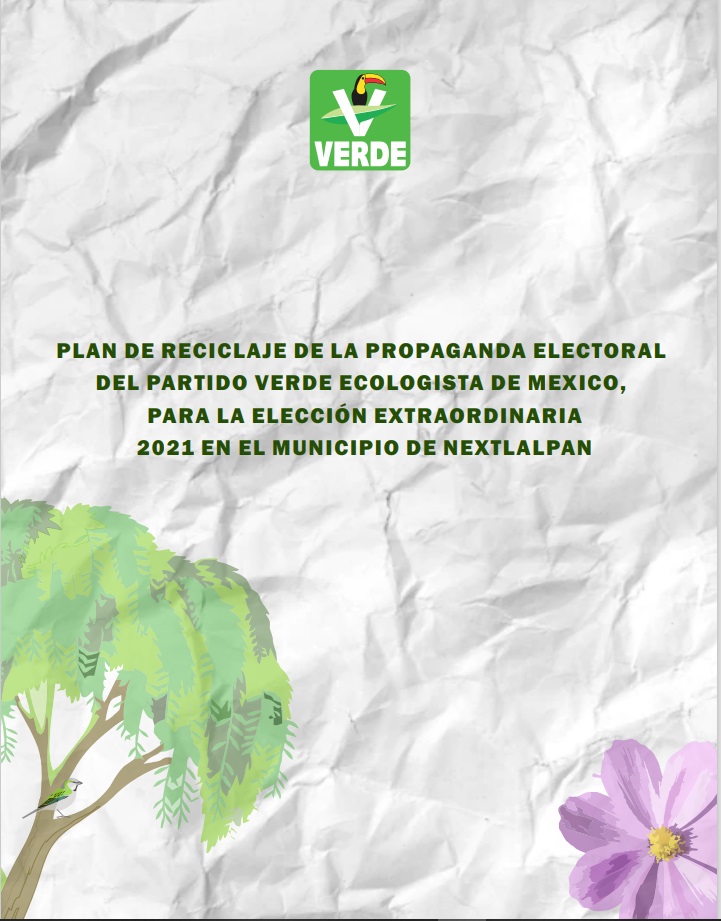 VERDE
PLAN DE RECICLAJE DE LA PROPAGANDA ELECTORAL
DEL PARTIDO VERDE ECOLOGISTA DE MEXICO,
PARA LA ELECCIÓN EXTRAORDINARIA
2021 EN EL MUNICIPIO DE NEXTLALPAN